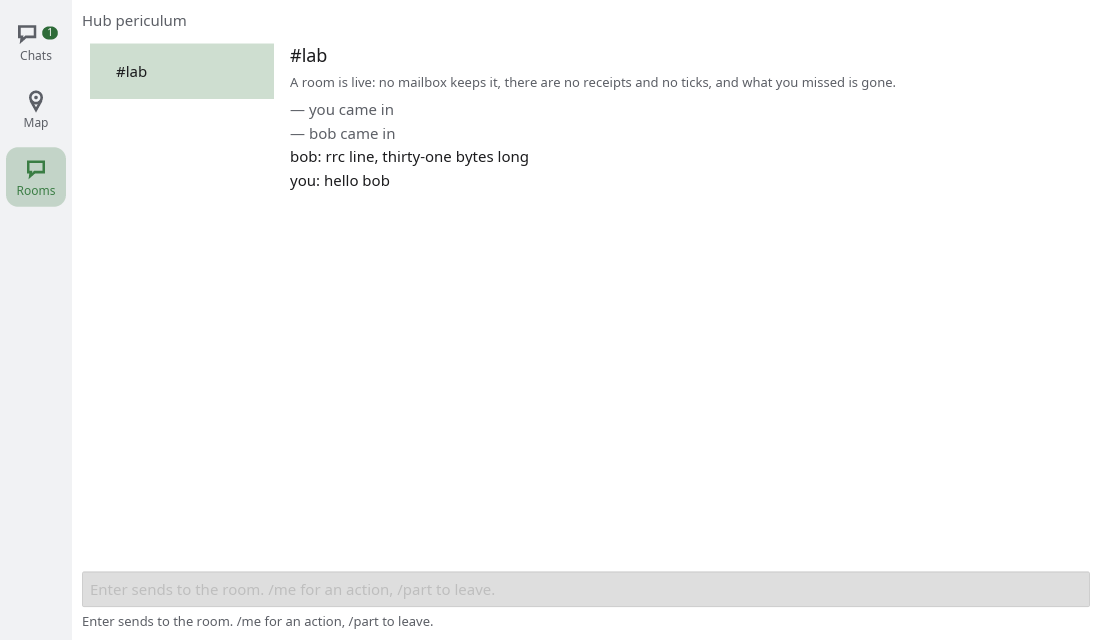 Hub periculum
1
Chats
Map
Rooms
#lab
#lab
A room is live: no mailbox keeps it, there are no receipts and no ticks, and what you missed is gone.
— you came in
— bob came in
bob: rrc line, thirty-one bytes long
you: hello bob
Enter sends to the room. /me for an action, /part to leave.
Enter sends to the room. /me for an action, /part to leave.